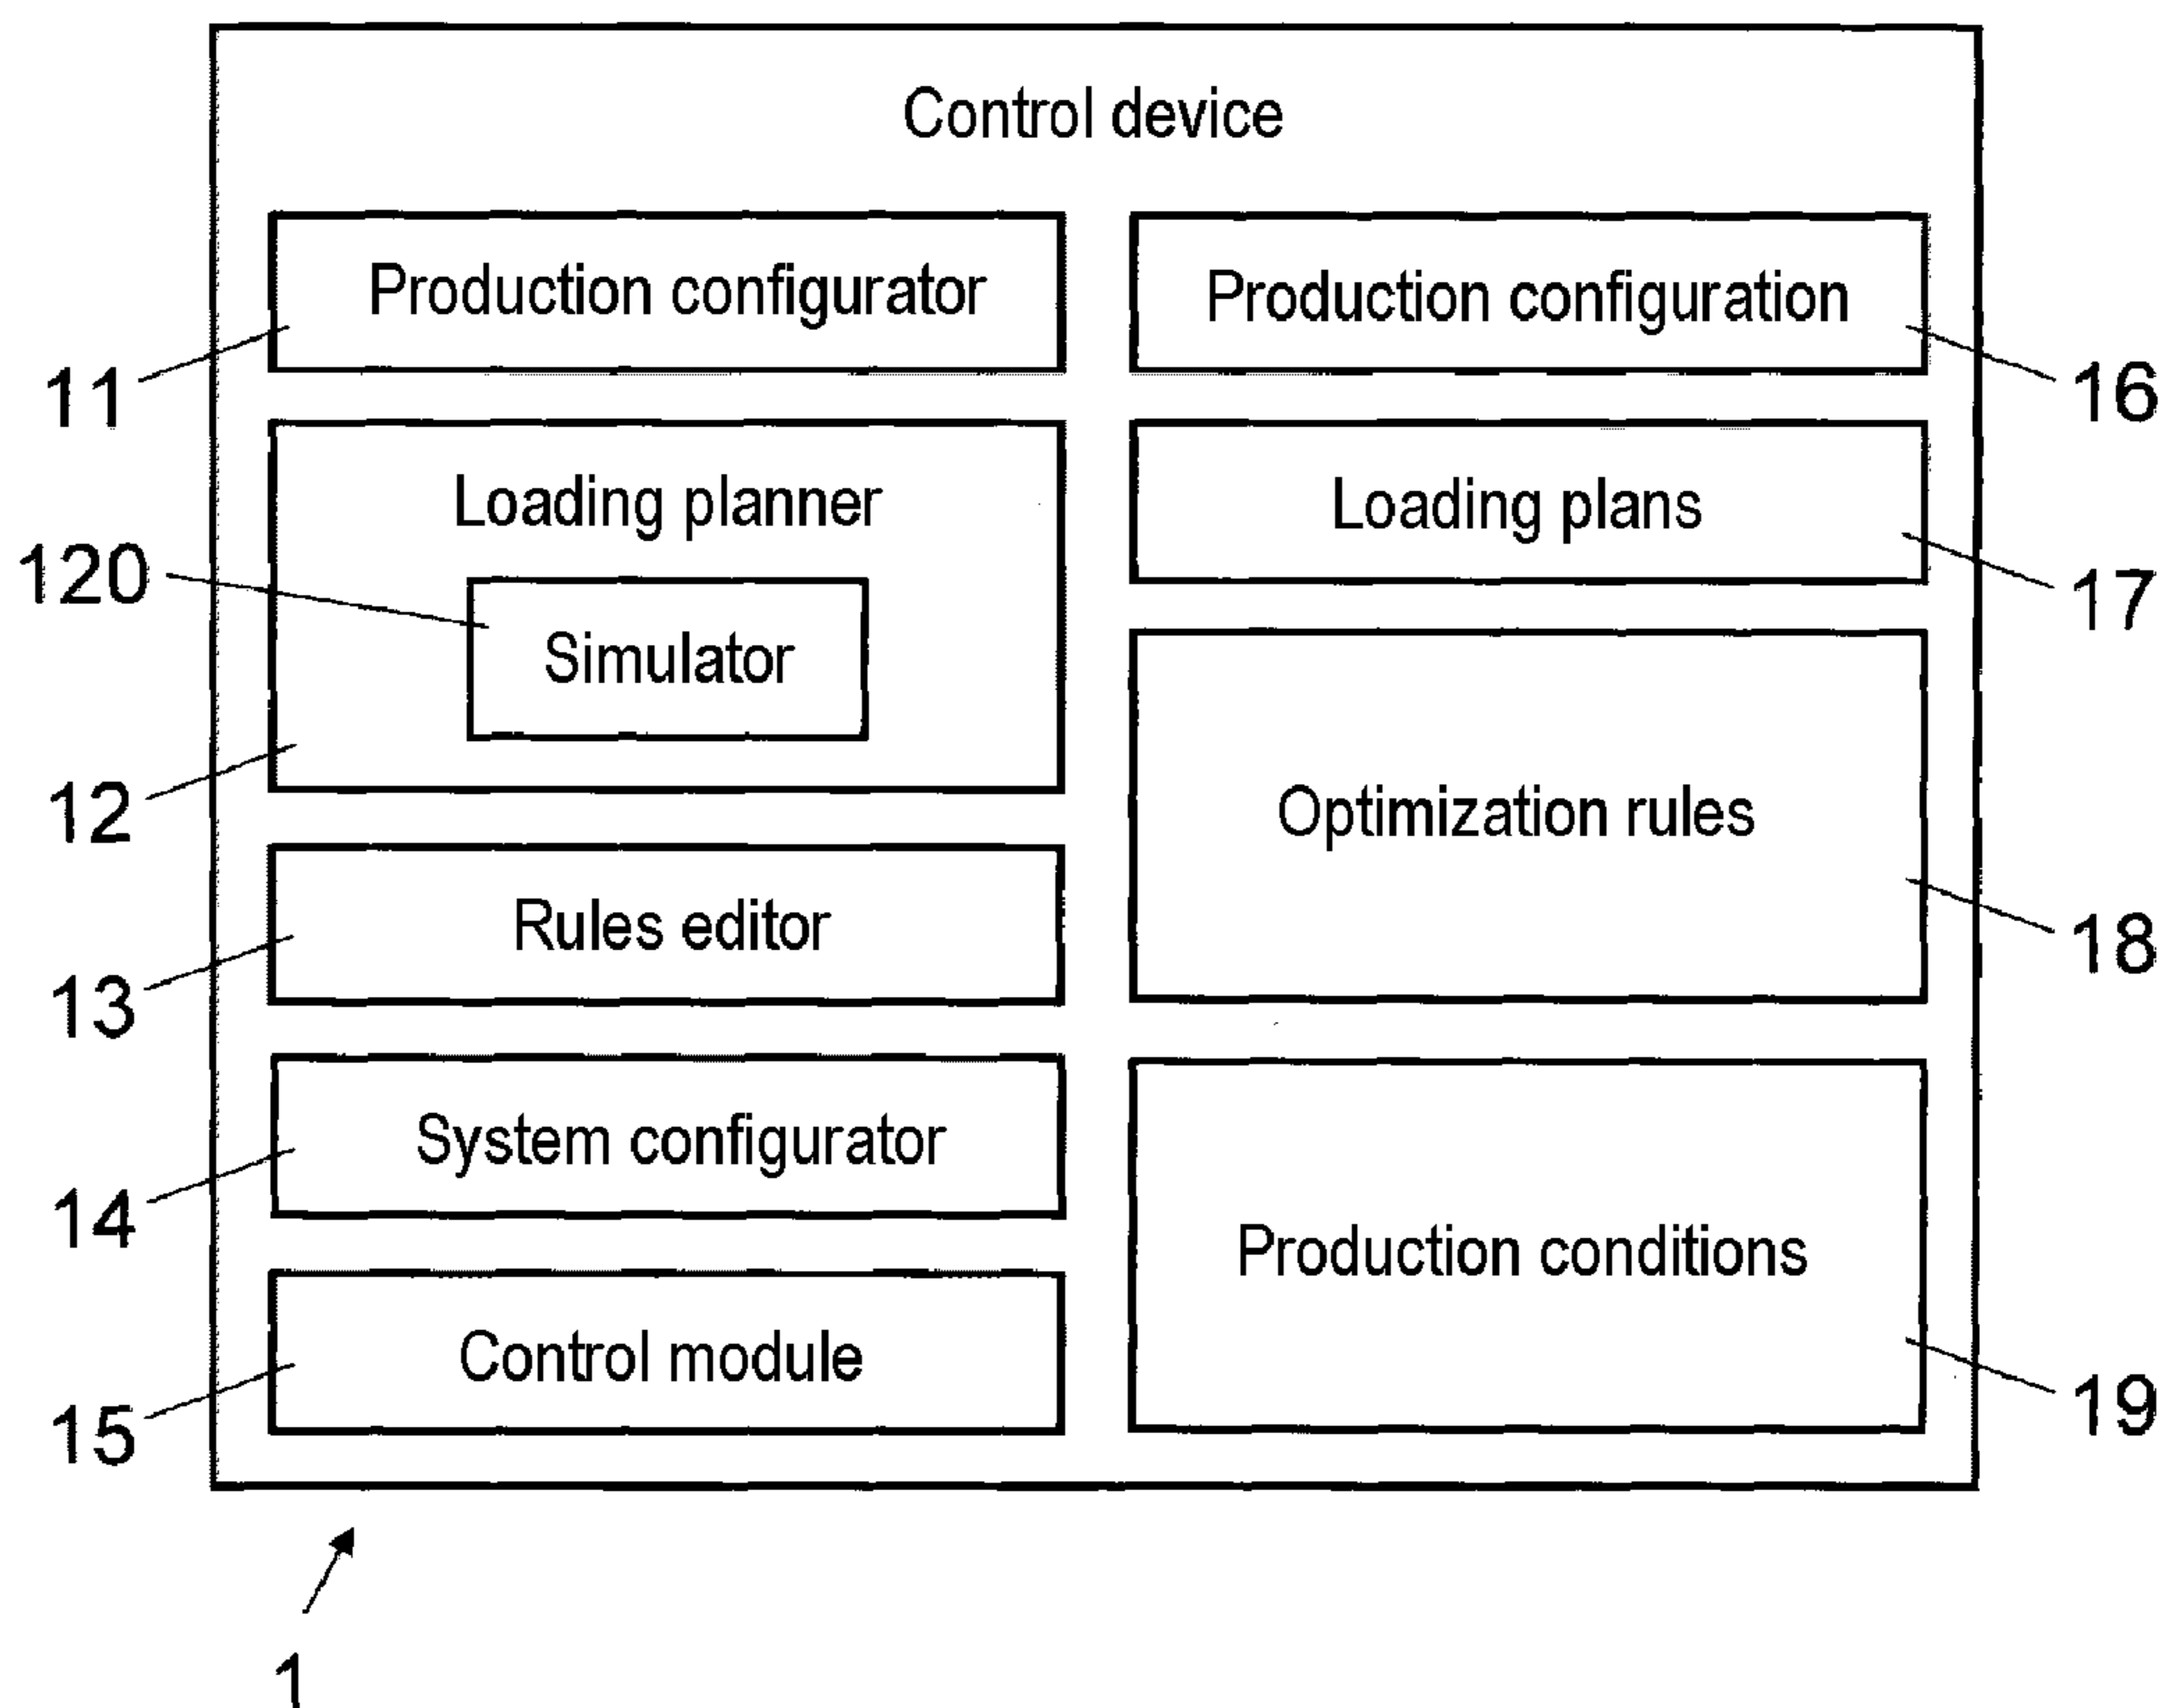 Control device
Production configurator
Production configuration
11
16
Loading planner
Loading plans
120
17
Simulator
12
Optimization rules
Rules editor
18
13
System configurator
14
Production conditions
Control module
15
19
1